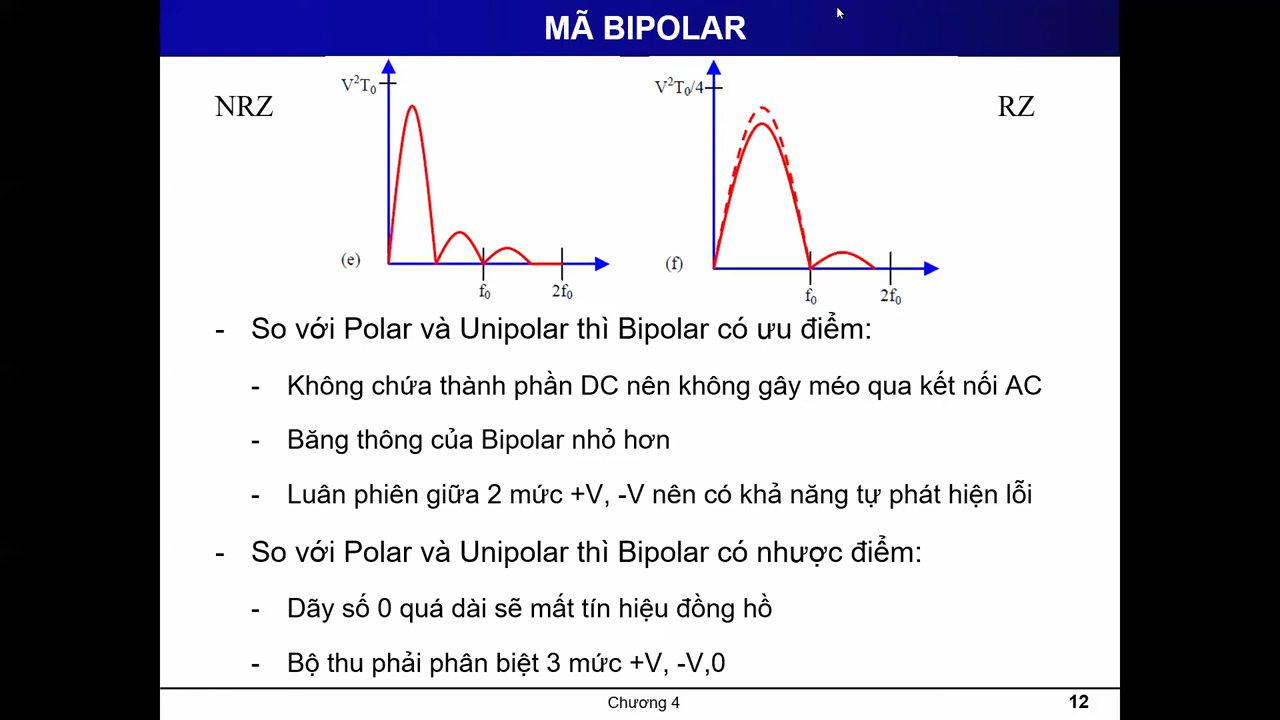 MÃ BIPOLAR
NRZ
V²T₀
(e)
f₀
2f₀
V²T₀/4
(f)
f₀
2f₀
RZ
- So với Polar và Unipolar thì Bipolar có ưu điểm:
- Không chứa thành phần DC nên không gây méo qua kết nối AC
- Băng thông của Bipolar nhỏ hơn
- Luân phiên giữa 2 mức +V, -V nên có khả năng tự phát hiện lỗi
- So với Polar và Unipolar thì Bipolar có nhược điểm:
- Dãy số 0 quá dài sẽ mất tín hiệu đồng hồ
- Bộ thu phải phân biệt 3 mức +V, -V,0
Chương 4
12